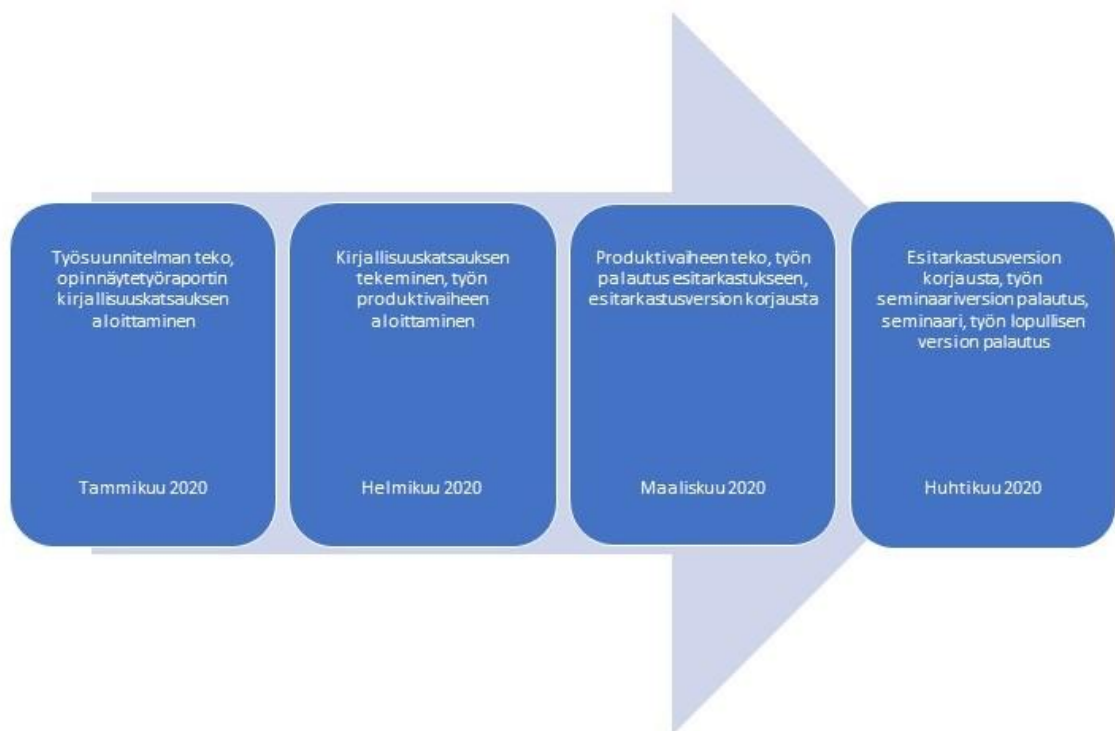 Työsuunnitelman teko,
opinnäytetyöraportin
kirjallisuuskatsauksen
aloittaminen
Tammikuu 2020
Kirjallisuuskatsauksen
tekeminen, työn
produktivaiheen
aloittaminen
Helmikuu 2020
Produktivaiheen teko, työn
palautus esitarkastukseen,
esitarkastusversion korjausta
Maaliskuu 2020
Esitarkastusversion
korjausta, työn
seminaariversion palautus,
seminaari, työn lopullisen
version palautus
Huhtikuu 2020